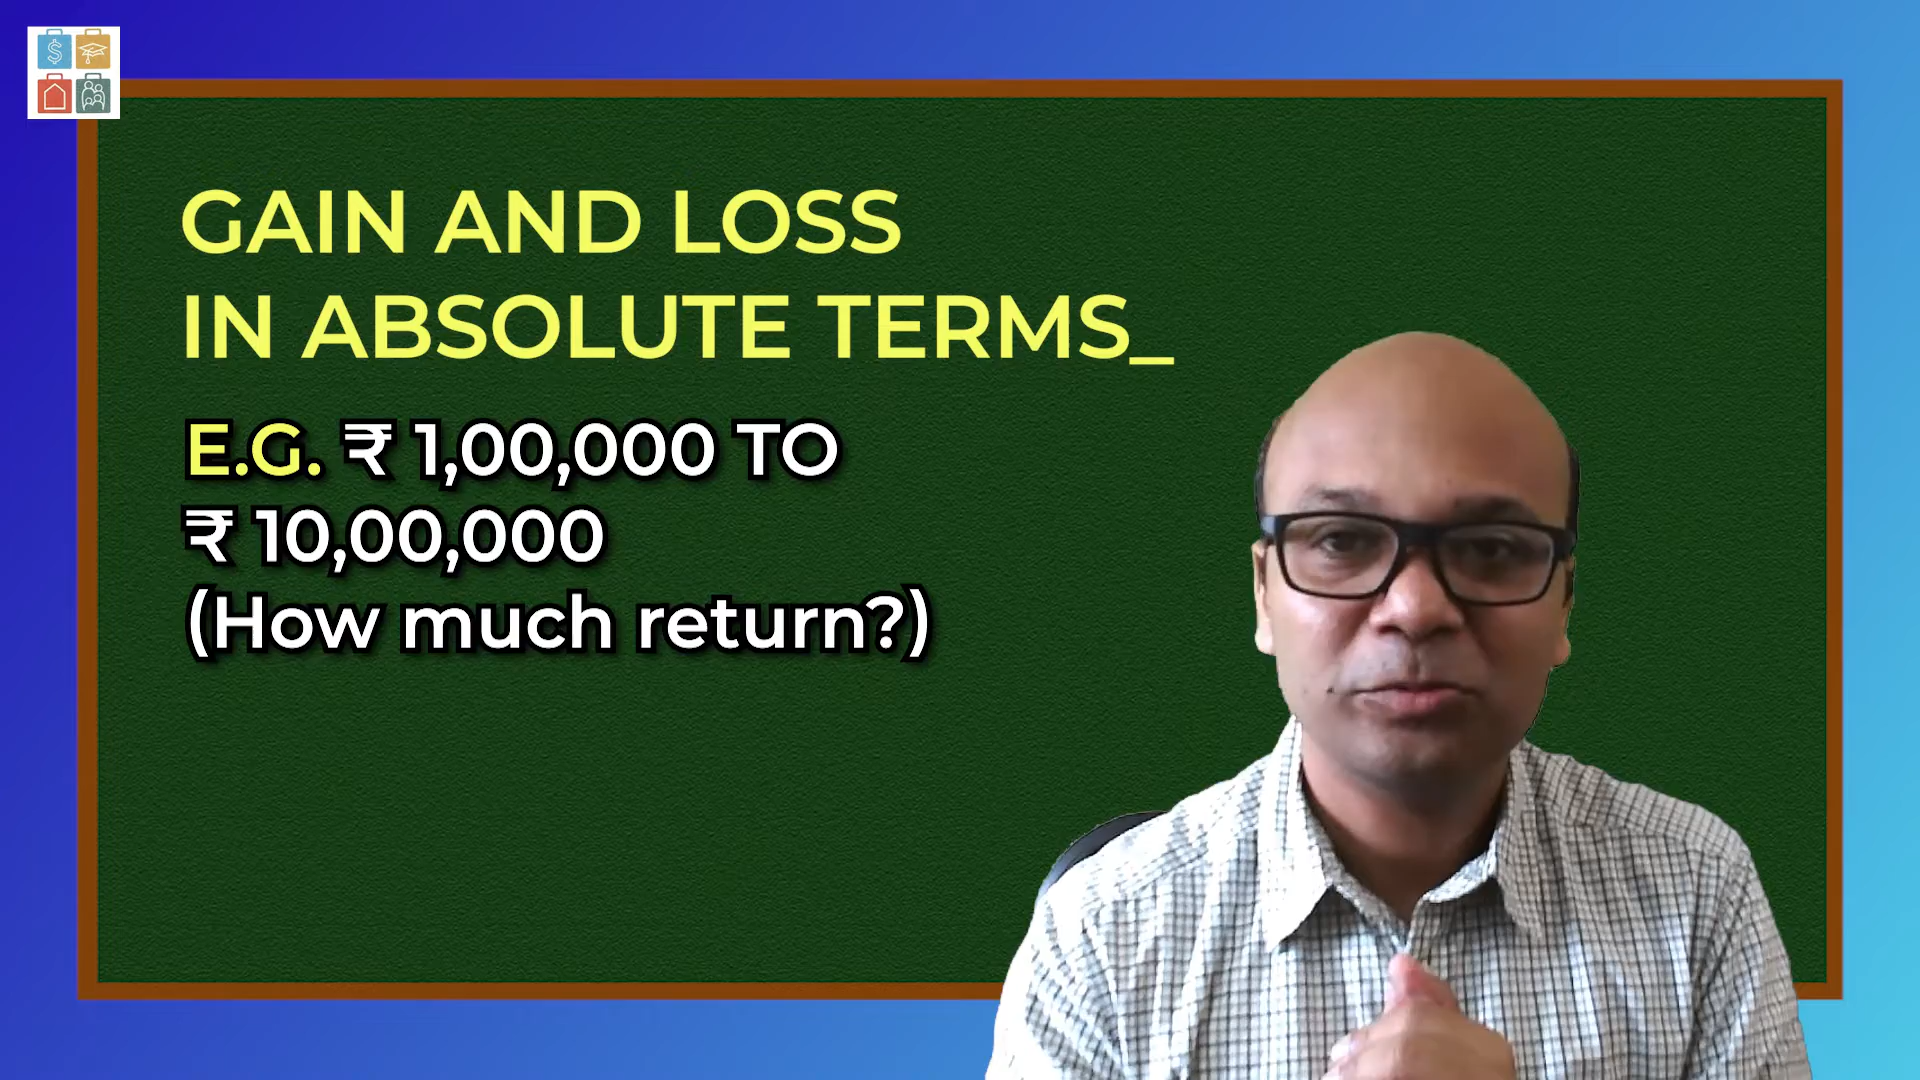 GAIN AND LOSS
IN ABSOLUTE TERMS_
E.G. ₹ 1,00,000 TO
₹ 10,00,000
(How much return?)